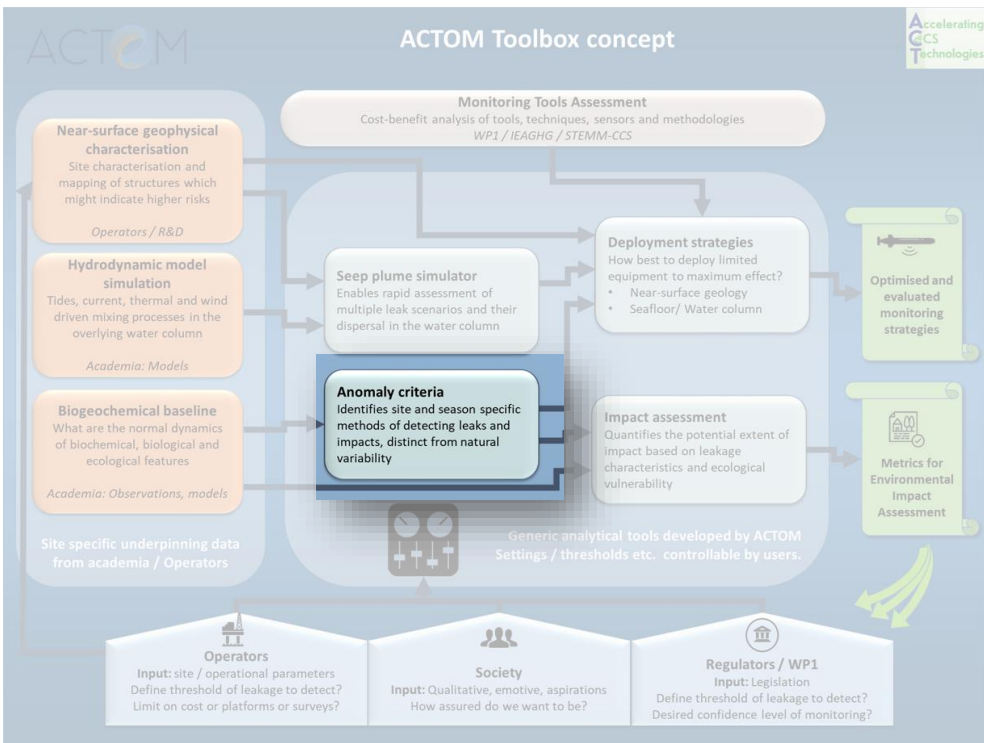 ACTOM
ACTOM Toolbox concept
Accelerating
CCS
Technologies
Monitoring Tools Assessment
Cost-benefit analysis of tools, techniques, sensors and methodologies
WP1 / IEAGHG / STEMM-CCS
Near-surface geophysical
characterisation
Site characterisation and
mapping of structures which
might indicate higher risks
Operators / R&D
Hydrodynamic model
simulation
Tides, current, thermal and wind
driven mixing processes in the
overlying water column
Academia: Models
Biogeochemical baseline
What are the normal dynamics
of biochemical, biological and
ecological features
Academia: Observations, models
Site specific underpinning data
from academia / Operators
Seep plume simulator
Enables rapid assessment of
multiple leak scenarios and their
dispersal in the water column
Anomaly criteria
Identifies site and season specific
methods of detecting leaks and
impacts, distinct from natural
variability
Deployment strategies
How best to deploy limited
equipment to maximum effect?
• Near-surface geology
• Seafloor/ Water column
Impact assessment
Quantifies the potential extent of
impact based on leakage
characteristics and ecological
vulnerability
Generic analytical tools developed by ACTOM
Settings / thresholds etc. controllable by users.
Optimised and
evaluated
monitoring
strategies
Metrics for
Environmental
Impact
Assessment
Operators
Input: site / operational parameters
Define threshold of leakage to detect?
Limit on cost or platforms or surveys?
Society
Input: Qualitative, emotive, aspirations
How assured do we want to be?
Regulators / WP1
Input: Legislation
Define threshold of leakage to detect?
Desired confidence level of monitoring?